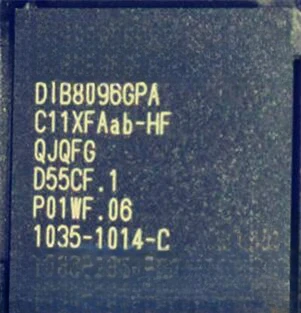 DIB8096GPA
C11XFAab-HF
QJQFG
D55CF.1
P01WF.06
1035-1014-C